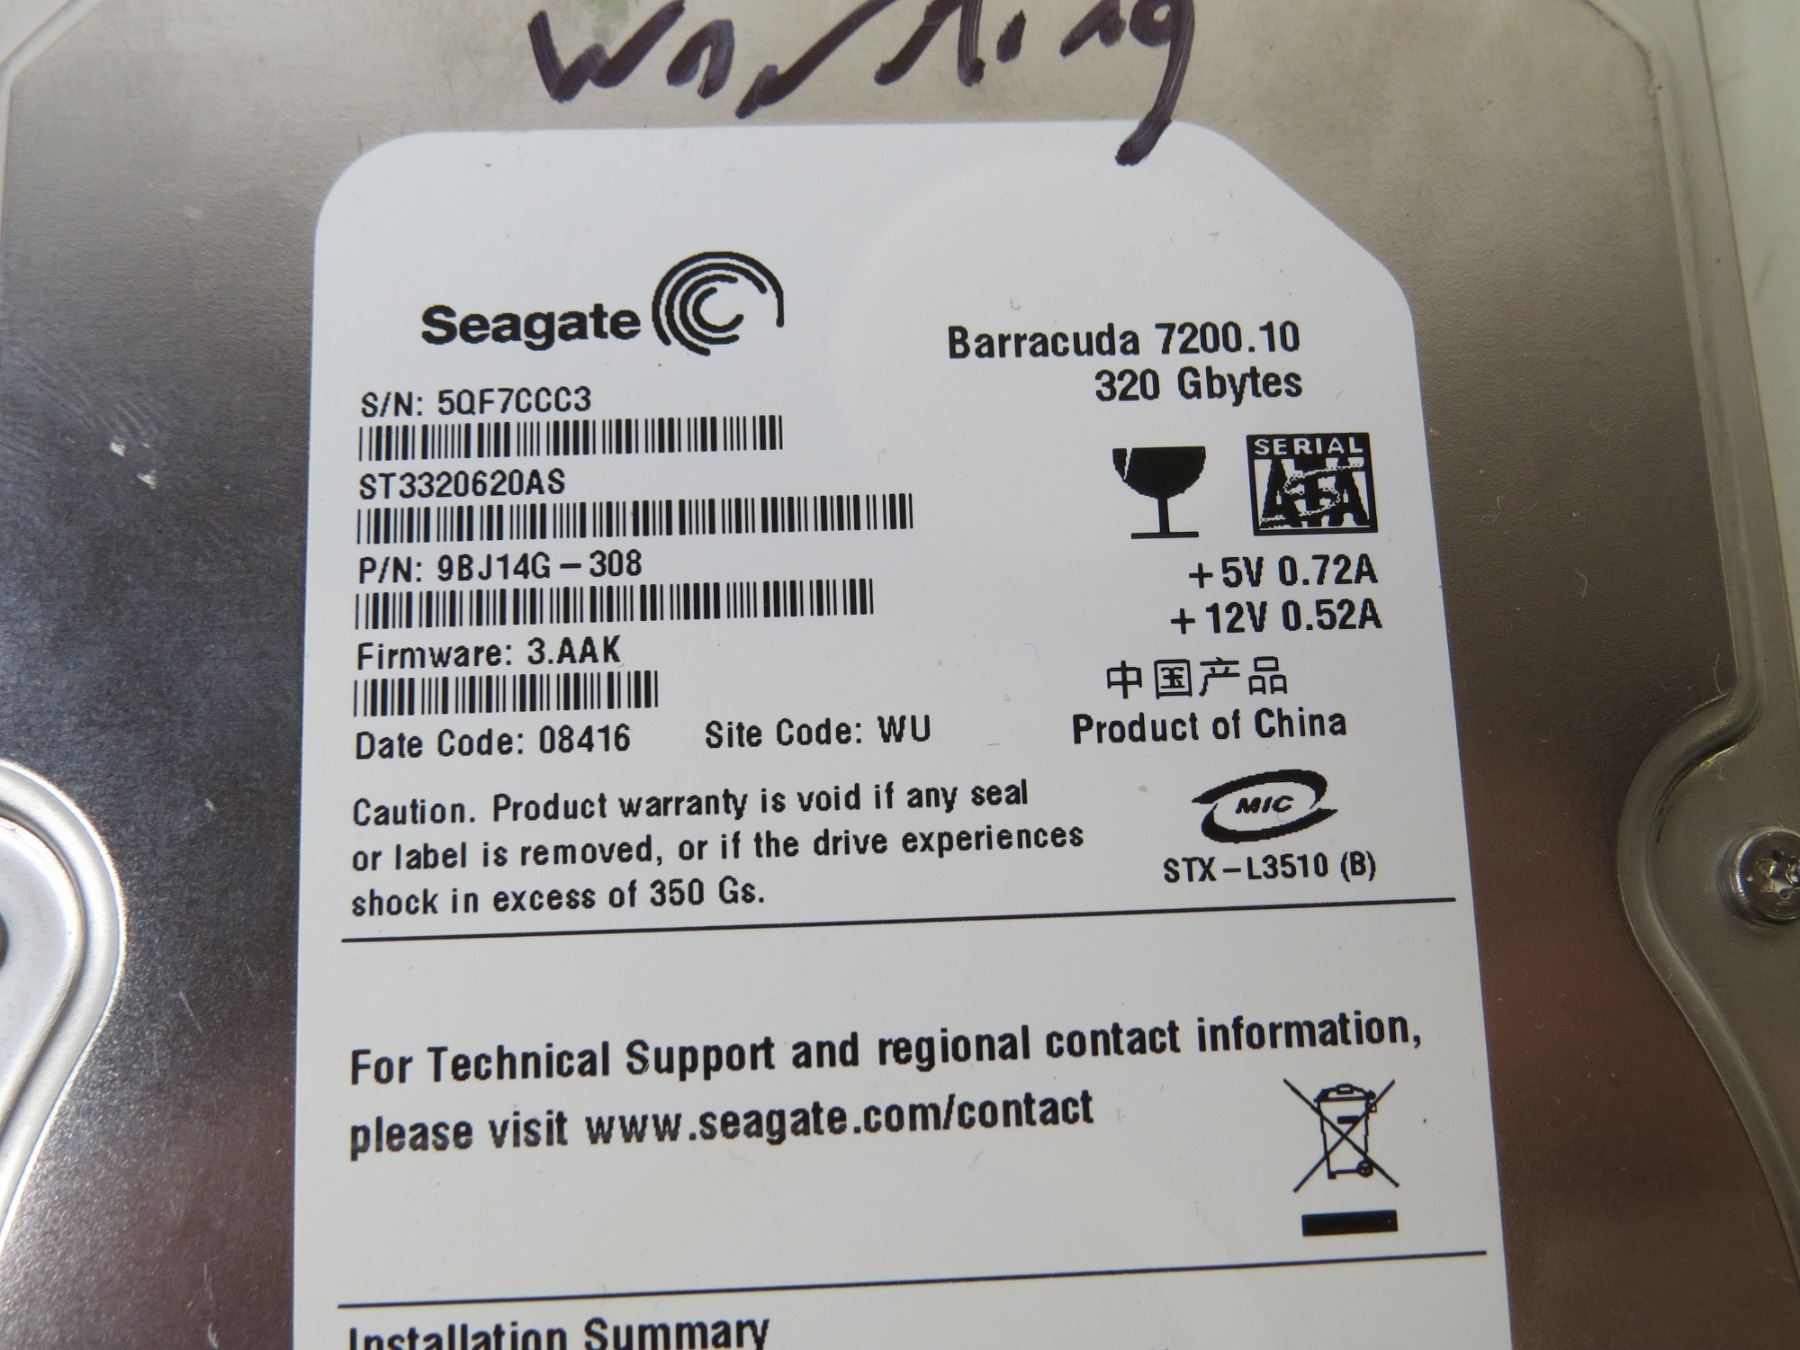 Working
Seagate
Barracuda 7200.10
320 Gbytes
S/N: 5QF7CCC3
ST3320620AS
P/N: 9BJ14G-308
Firmware: 3.AAK
Date Code: 08416 Site Code: WU
SERIAL
ATA
+5V 0.72A
+12V 0.52A
中国产品
Product of China
MIC
STX-L3510 (B)
Caution. Product warranty is void if any seal
or label is removed, or if the drive experiences
shock in excess of 350 Gs.
For Technical Support and regional contact information,
please visit www.seagate.com/contact
Installation Summary